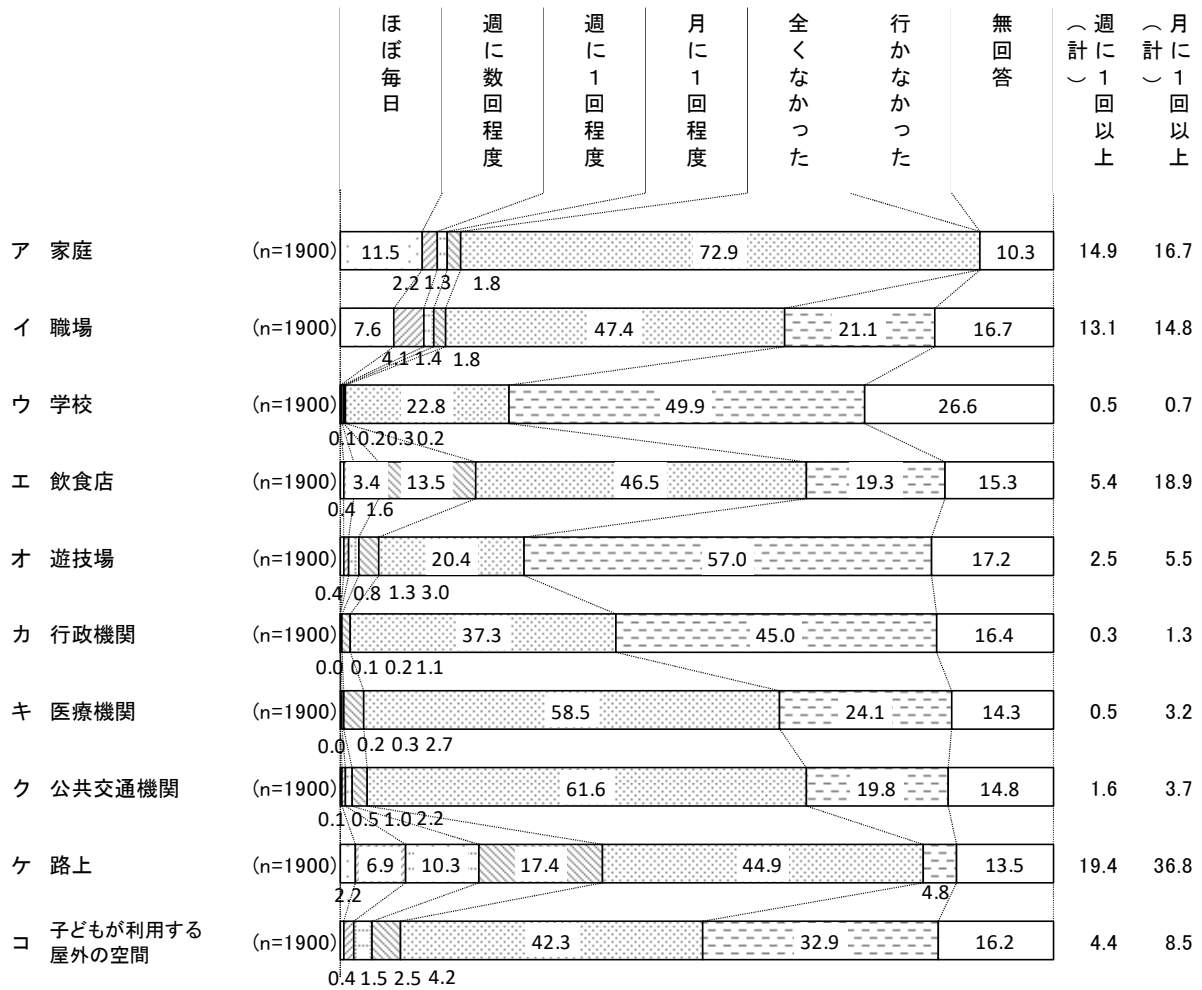 ほぼ毎日
週に数回程度
週に1回程度
月に1回程度
全くなかった
行かなかった
無回答
週に1回以上
（計）
月に1回以上
（計）
ア 家庭 (n=1900) 11.5 72.9 10.3 14.9 16.7
2.2 1.3 1.8
イ 職場 (n=1900) 7.6 47.4 21.1 16.7 13.1 14.8
4.1 1.4 1.8
ウ 学校 (n=1900) 22.8 49.9 26.6 0.5 0.7
0.1 0.2 0.3 0.2
エ 飲食店 (n=1900) 3.4 13.5 46.5 19.3 15.3 5.4 18.9
0.4 1.6
オ 遊技場 (n=1900) 20.4 57.0 17.2 2.5 5.5
0.4 0.8 1.3 3.0
カ 行政機関 (n=1900) 37.3 45.0 16.4 0.3 1.3
0.0 0.1 0.2 1.1
キ 医療機関 (n=1900) 58.5 24.1 14.3 0.5 3.2
0.0 0.2 0.3 2.7
ク 公共交通機関 (n=1900) 61.6 19.8 14.8 1.6 3.7
0.1 0.5 1.0 2.2
ケ 路上 (n=1900) 6.9 10.3 17.4 44.9 13.5 19.4 36.8
2.2 4.8
コ 子どもが利用する
屋外の空間 (n=1900) 42.3 32.9 16.2 4.4 8.5
0.4 1.5 2.5 4.2